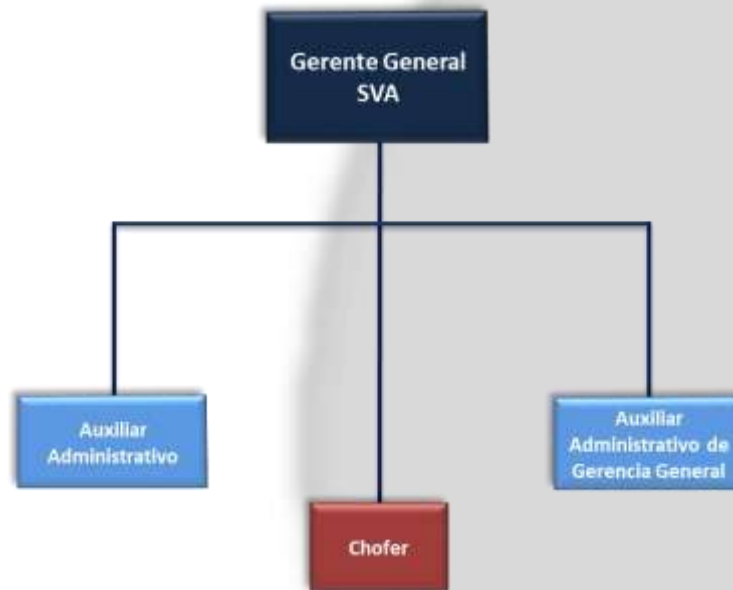 Gerente General
SVA
Auxiliar
Administrativo
Auxiliar
Administrativo de
Gerencia General
Chofer